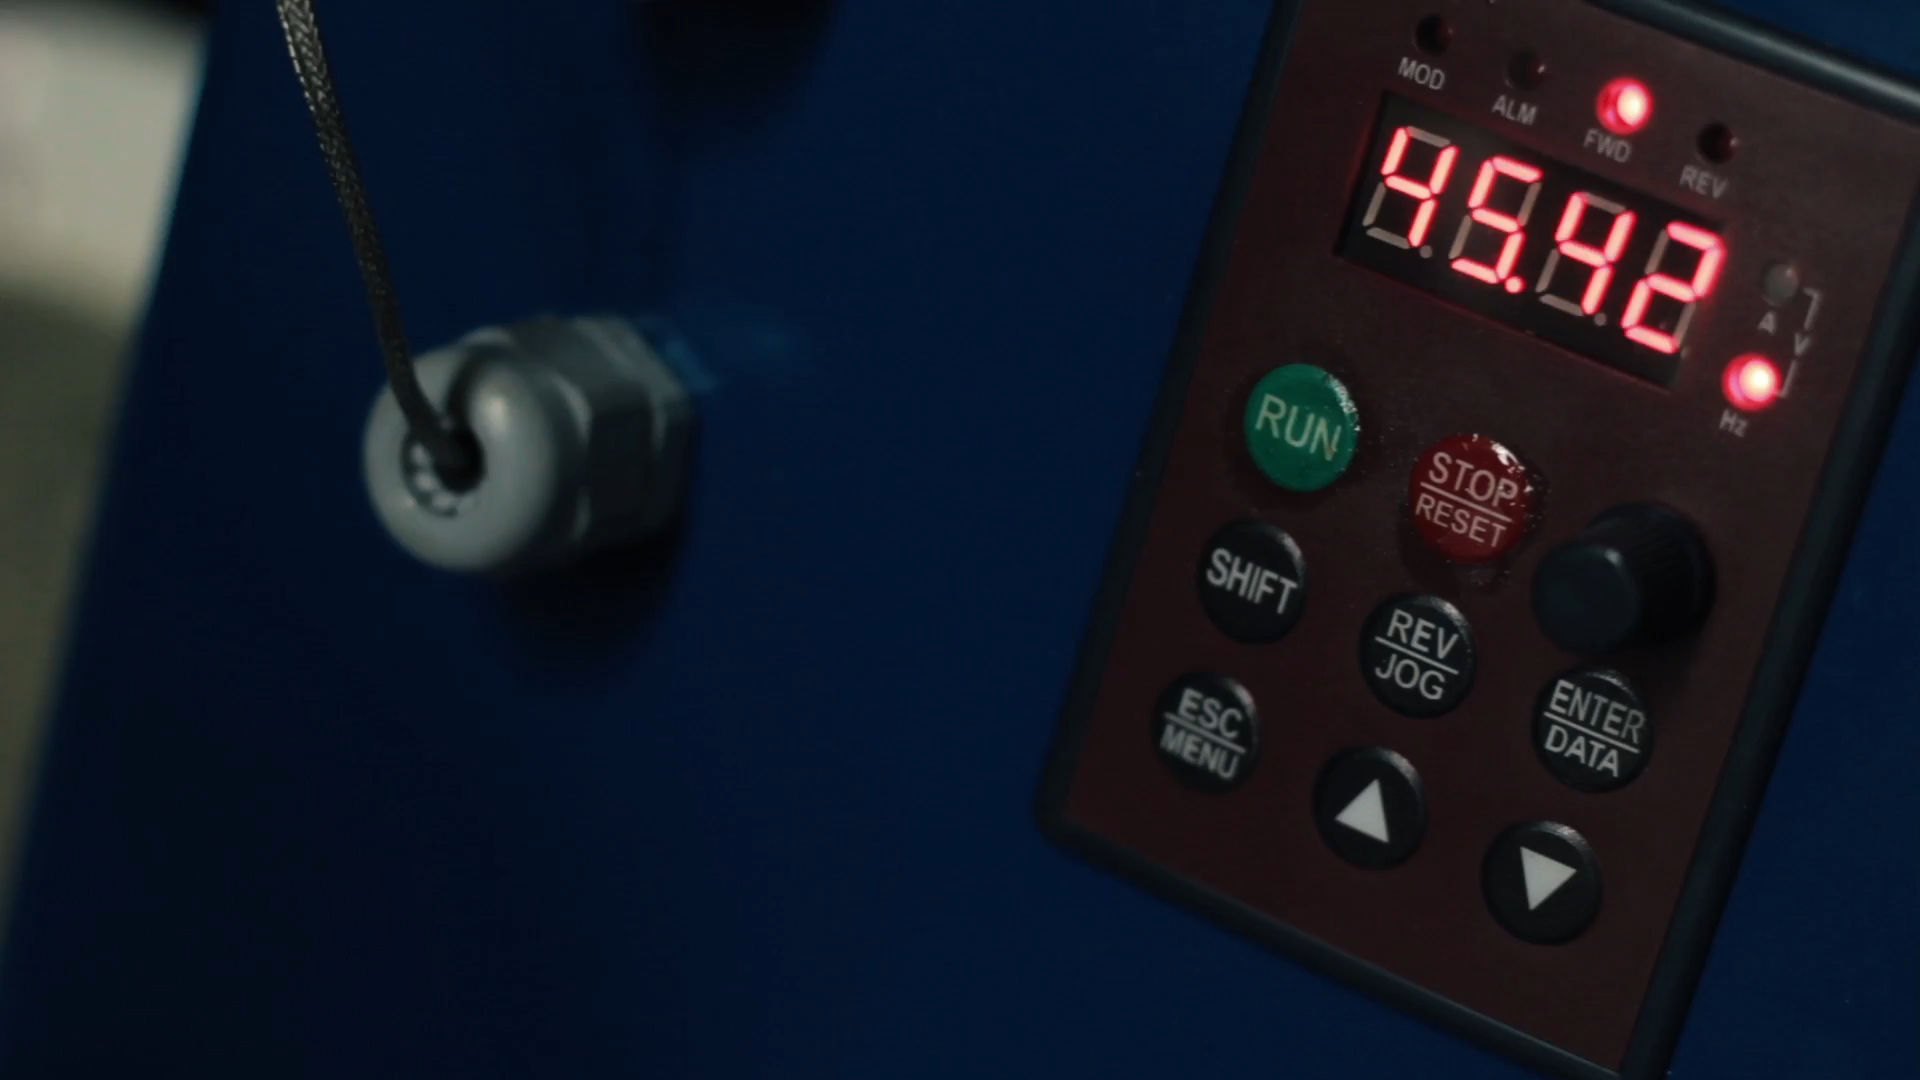 MOD ALM FWD REV
45.42
A
V
Hz
RUN
STOP
RESET
SHIFT
REV
JOG
ESC
MENU
ENTER
DATA